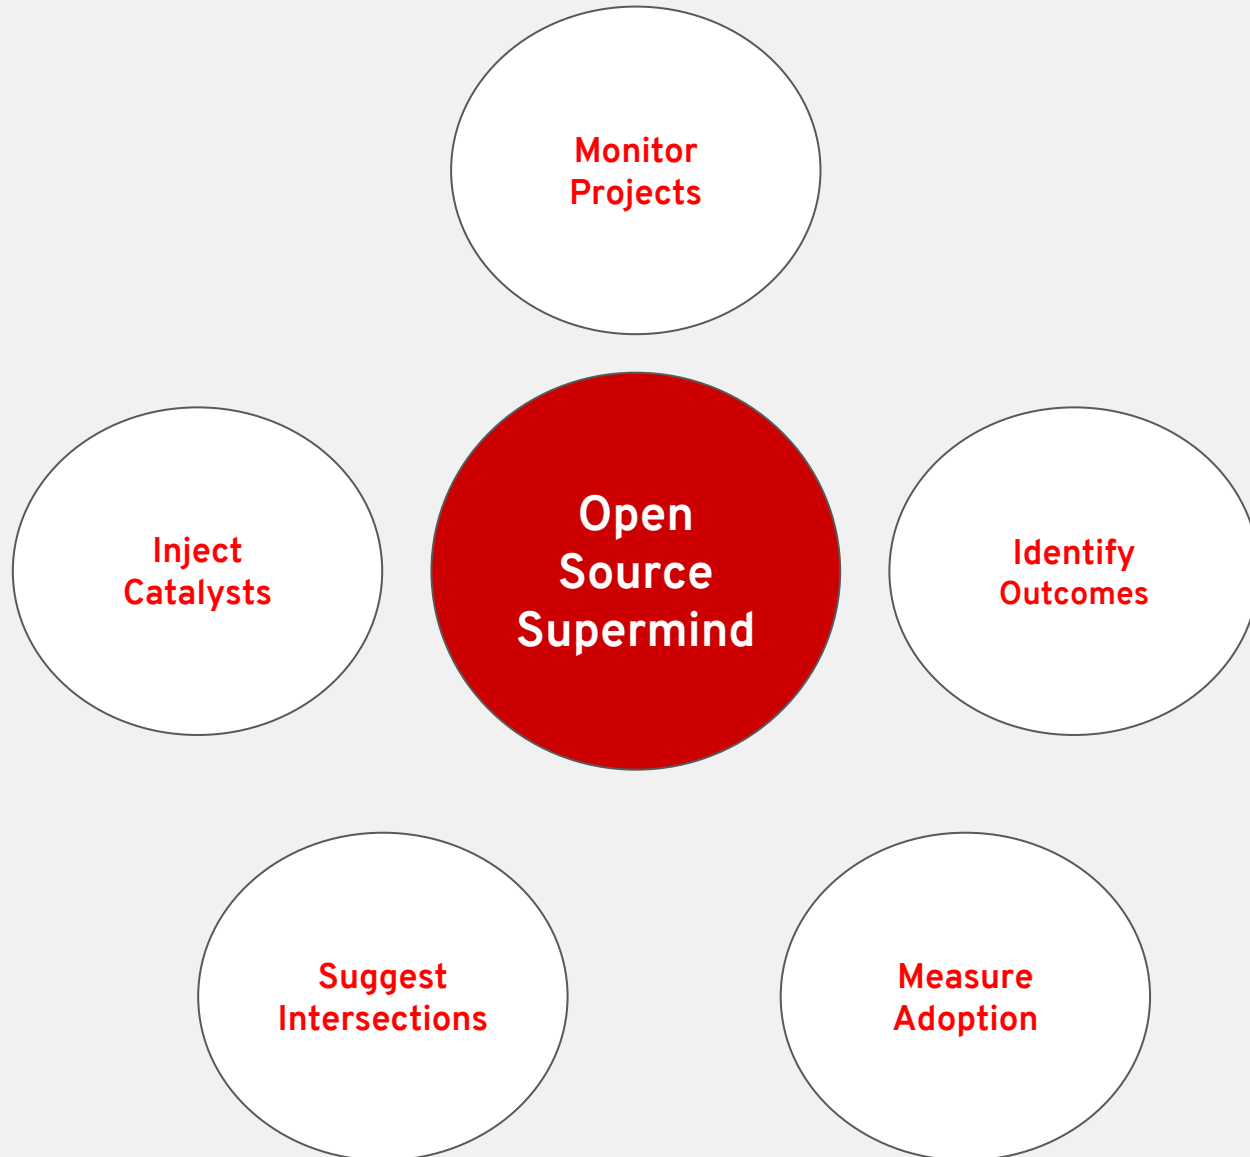 Monitor
Projects
Open
Source
Supermind
Inject
Catalysts
Identify
Outcomes
Suggest
Intersections
Measure
Adoption